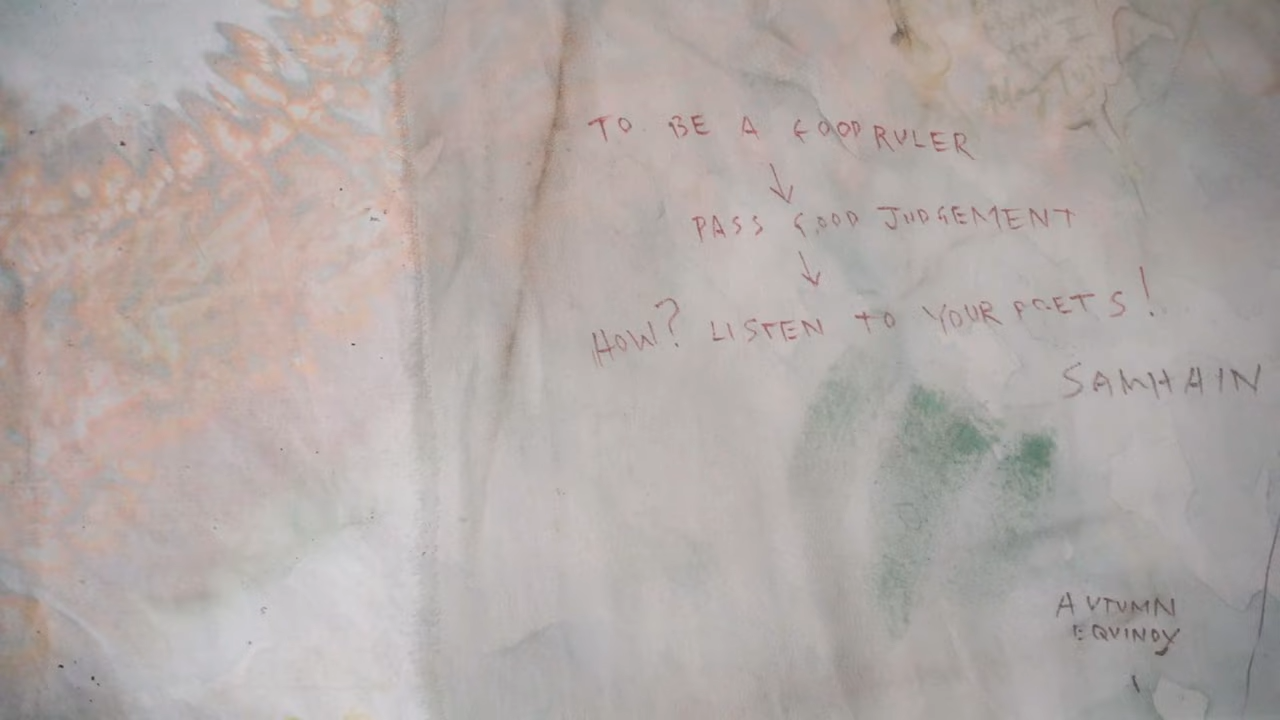 TO BE A GOOD RULER
PASS GOOD JUDGEMENT
HOW? LISTEN TO YOUR POETS!
SAMHAIN
AUTUMN
EQUINOX